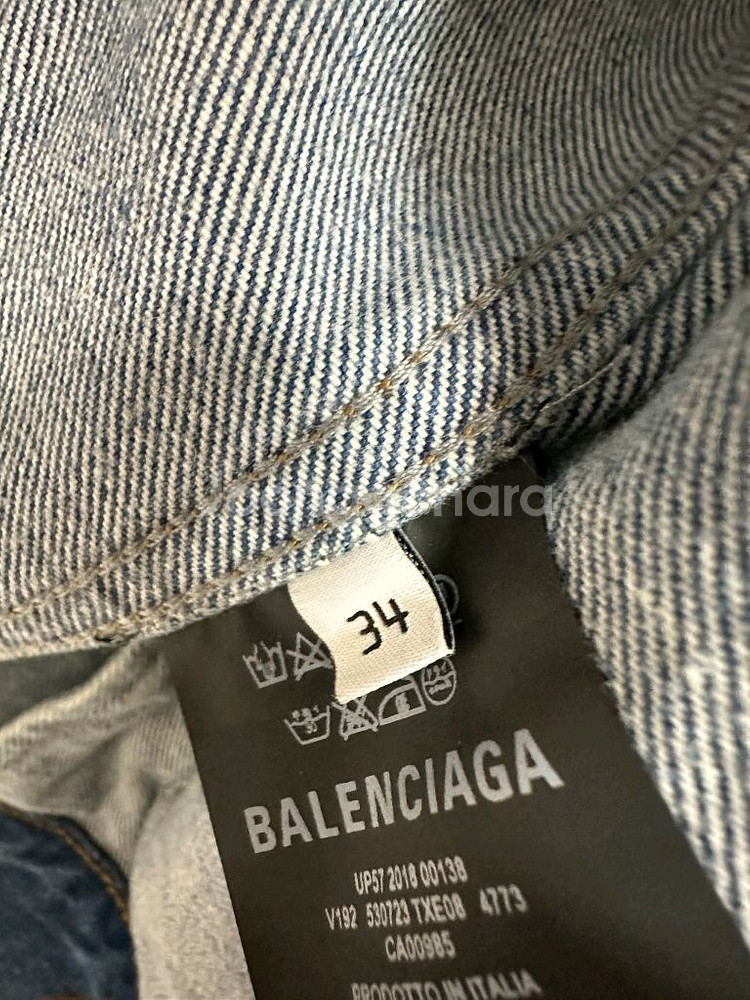 34
BALENCIAGA
UP57 2018 00138
V192 530723 TXE08 4773
CA00985
PRODOTTO IN ITALIA